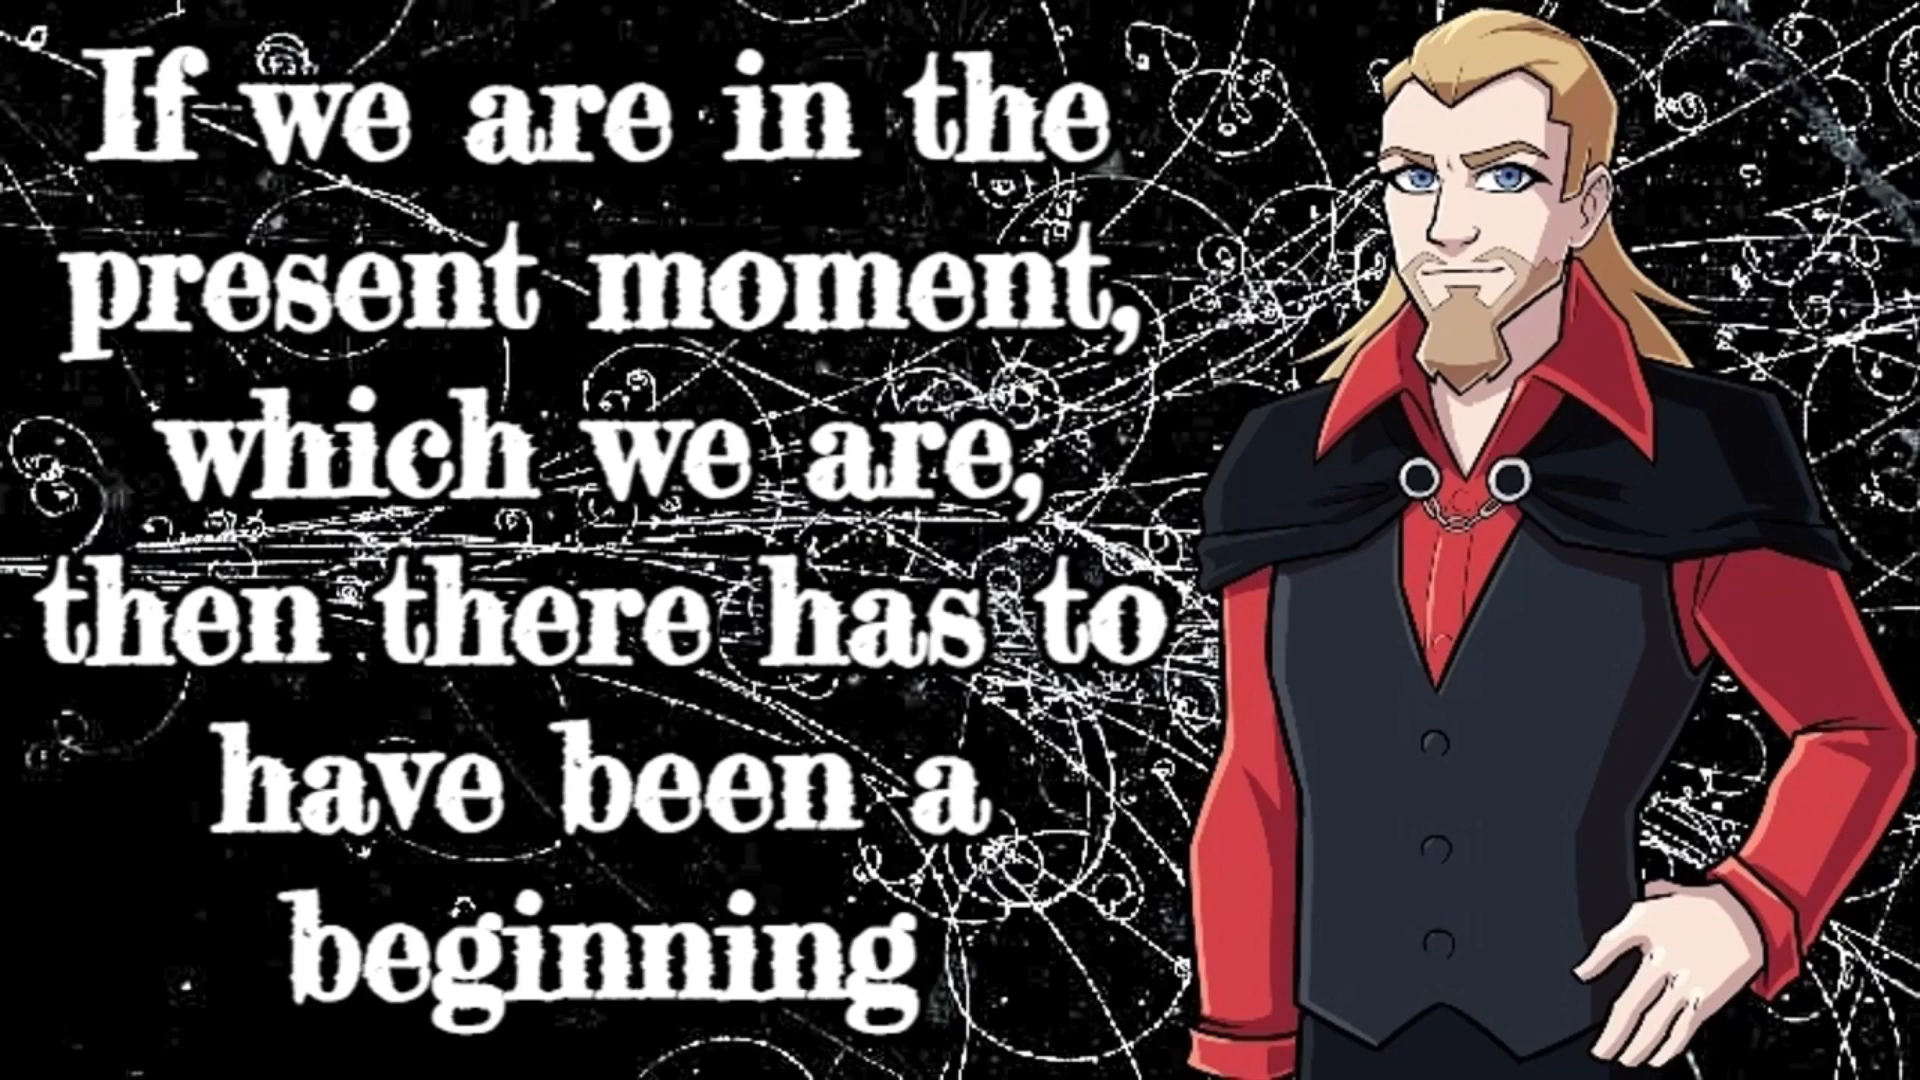 If we are in the
present moment,
which we are,
then there has to
have been a
beginning